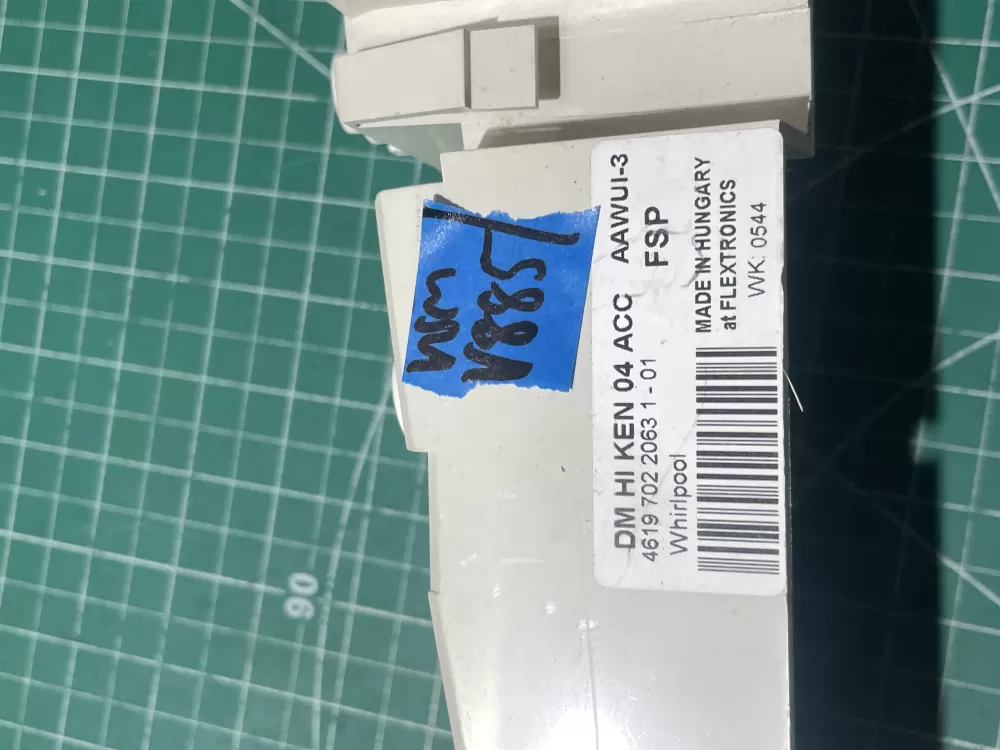 DM HI KEN 04 ACC AAWUI-3
4619 702 2063 1 - 01 FSP
Whirlpool
MADE IN HUNGARY
at FLEXTRONICS
WK: 0544
90